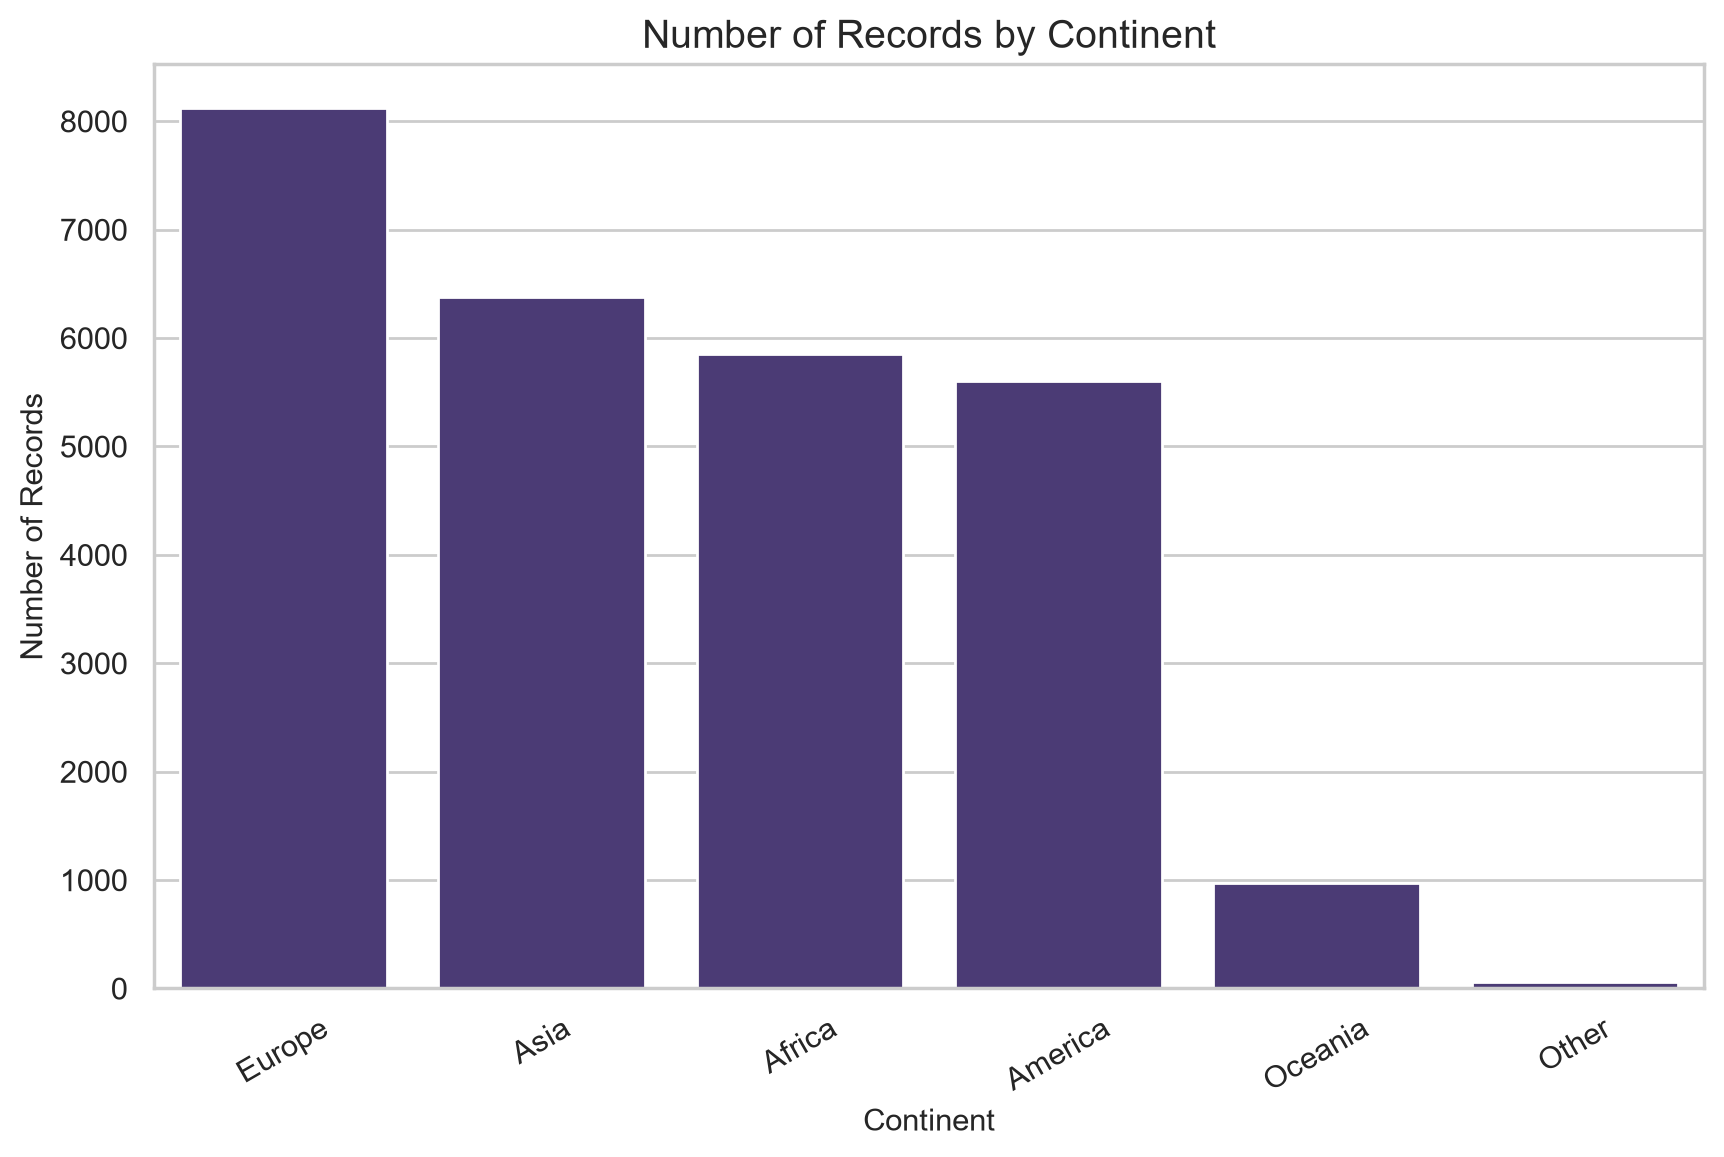 Number of Records by Continent
Number of Records
8000
7000
6000
5000
4000
3000
2000
1000
0
Europe
Asia
Africa
America
Oceania
Other
Continent